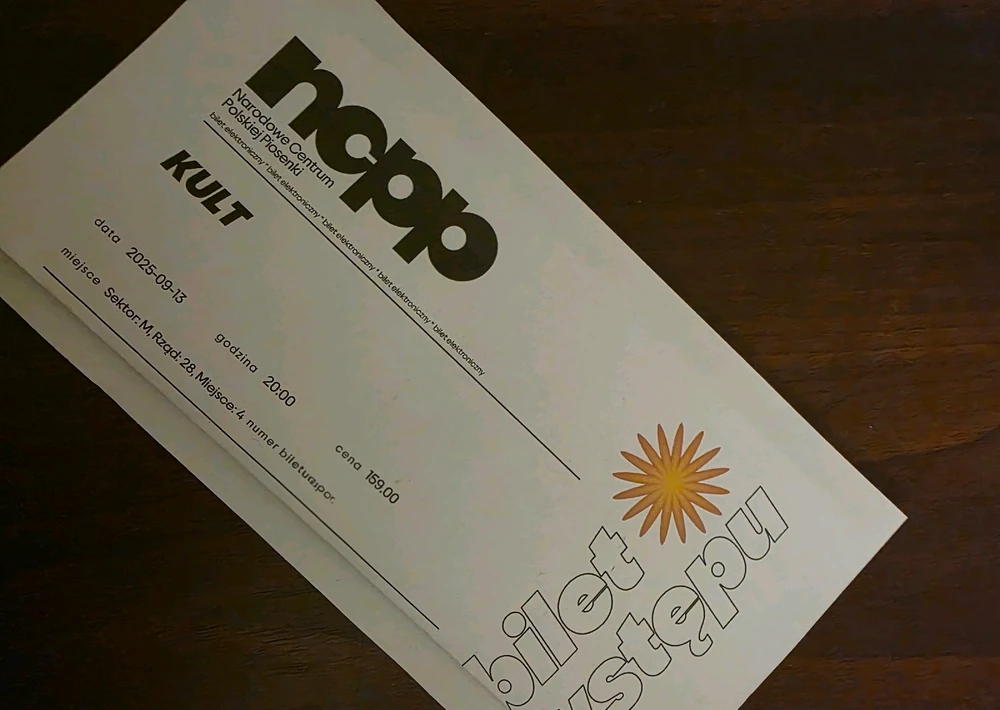 ncpp
Narodowe Centrum
Polskiej Piosenki
bilet elektroniczny * bilet elektroniczny * bilet elektroniczny * bilet elektroniczny * bilet elektroniczny
KULT
data 2025-09-13 godzina 20:00 cena 159.00
miejsce Sektor: M, Rząd: 28, Miejsce: 4 numer biletu
bilet
wstępu